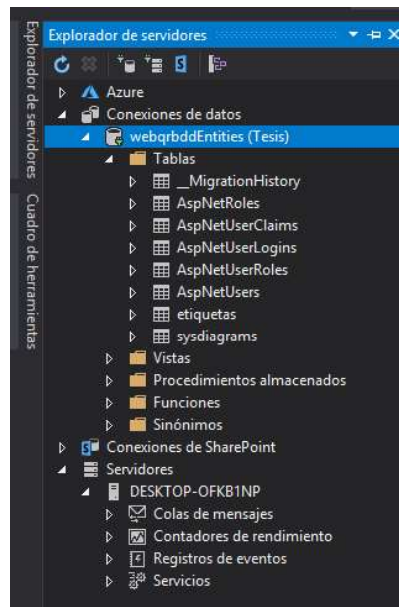 Explorador de servidores
Cuadro de herramientas
Explorador de servidores
Azure
Conexiones de datos
webqrbddEntities (Tesis)
Tablas
__MigrationHistory
AspNetRoles
AspNetUserClaims
AspNetUserLogins
AspNetUserRoles
AspNetUsers
etiquetas
sysdiagrams
Vistas
Procedimientos almacenados
Funciones
Sinónimos
Conexiones de SharePoint
Servidores
DESKTOP-OFKB1NP
Colas de mensajes
Contadores de rendimiento
Registros de eventos
Servicios